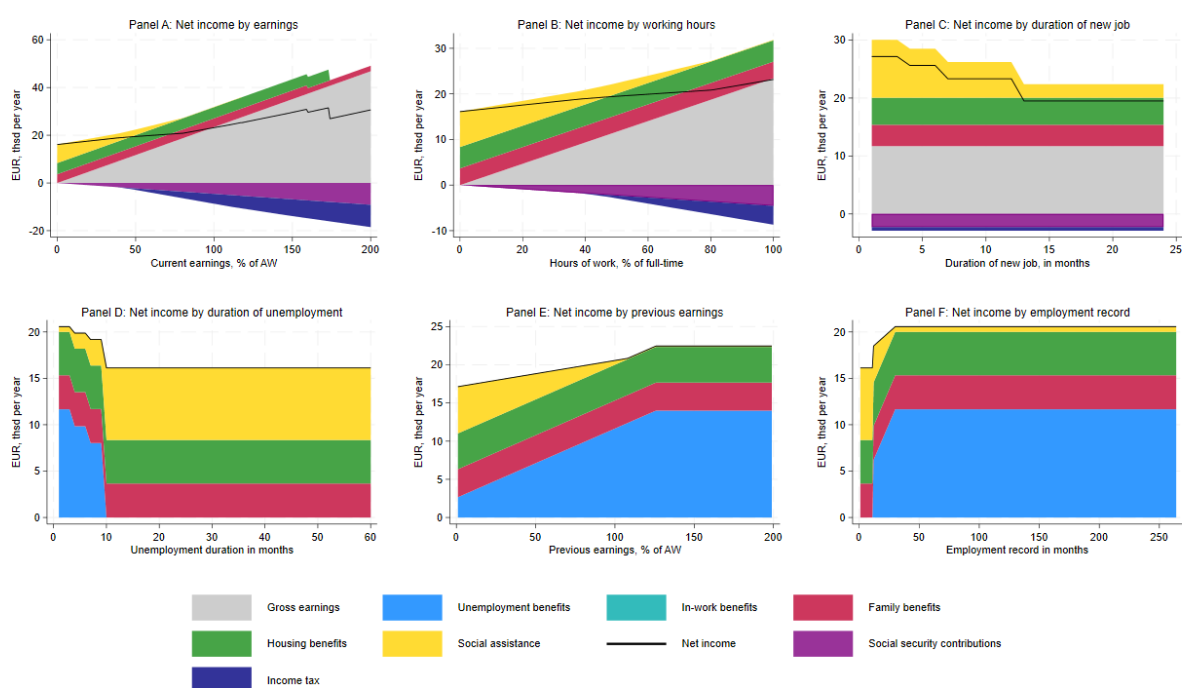 Panel A: Net income by earnings
60
40
20
0
-20
EUR, thsd per year
0 50 100 150 200
Current earnings, % of AW
Panel B: Net income by working hours
30
20
10
0
-10
EUR, thsd per year
0 20 40 60 80 100
Hours of work, % of full-time
Panel C: Net income by duration of new job
30
20
10
0
EUR, thsd per year
0 5 10 15 20 25
Duration of new job, in months
Panel D: Net income by duration of unemployment
20
15
10
5
0
EUR, thsd per year
0 10 20 30 40 50 60
Unemployment duration in months
Panel E: Net income by previous earnings
25
20
15
10
5
0
EUR, thsd per year
0 50 100 150 200
Previous earnings, % of AW
Panel F: Net income by employment record
20
15
10
5
0
EUR, thsd per year
0 50 100 150 200 250
Employment record in months
Gross earnings Unemployment benefits In-work benefits Family benefits
Housing benefits Social assistance Net income Social security contributions
Income tax